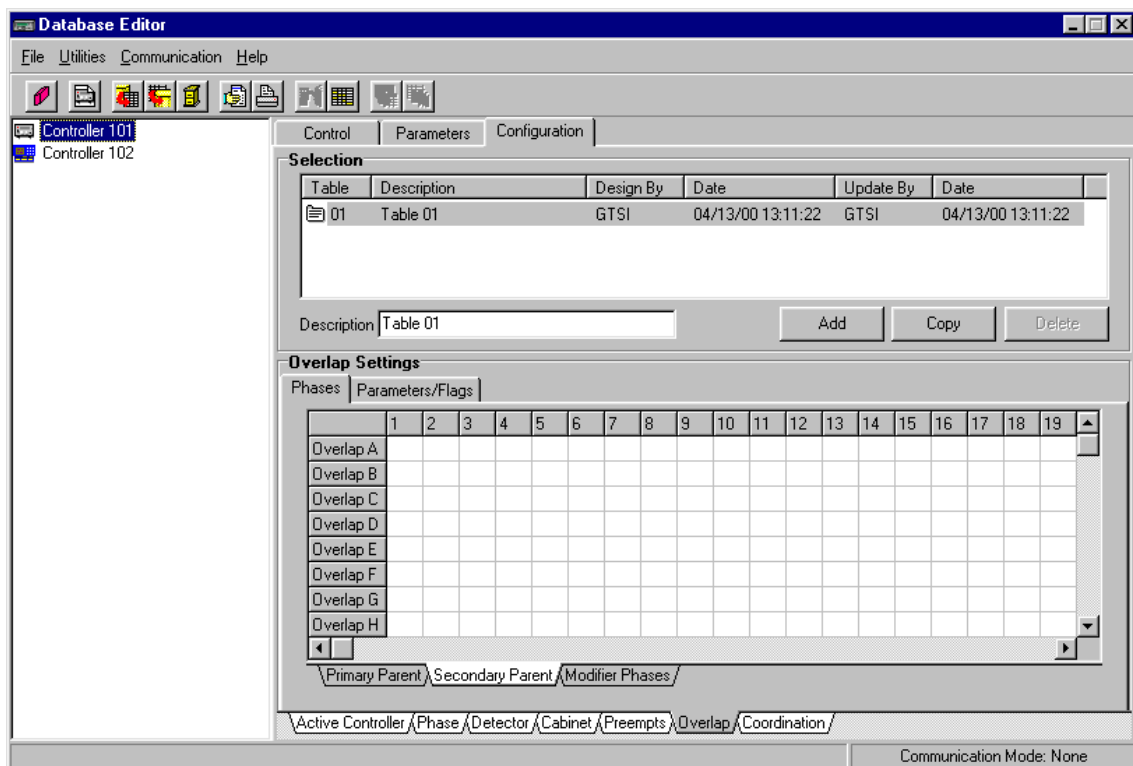 Database Editor
File Utilities Communication Help
Controller 101
Controller 102
Control Parameters Configuration
Selection
Table Description Design By Date Update By Date
01 Table 01 GTSI 04/13/00 13:11:22 GTSI 04/13/00 13:11:22
Description Table 01 Add Copy Delete
Overlap Settings
Phases Parameters/Flags
1 2 3 4 5 6 7 8 9 10 11 12 13 14 15 16 17 18 19
Overlap A
Overlap B
Overlap C
Overlap D
Overlap E
Overlap F
Overlap G
Overlap H
Primary Parent Secondary Parent Modifier Phases
Active Controller Phase Detector Cabinet Preempts Overlap Coordination
Communication Mode: None